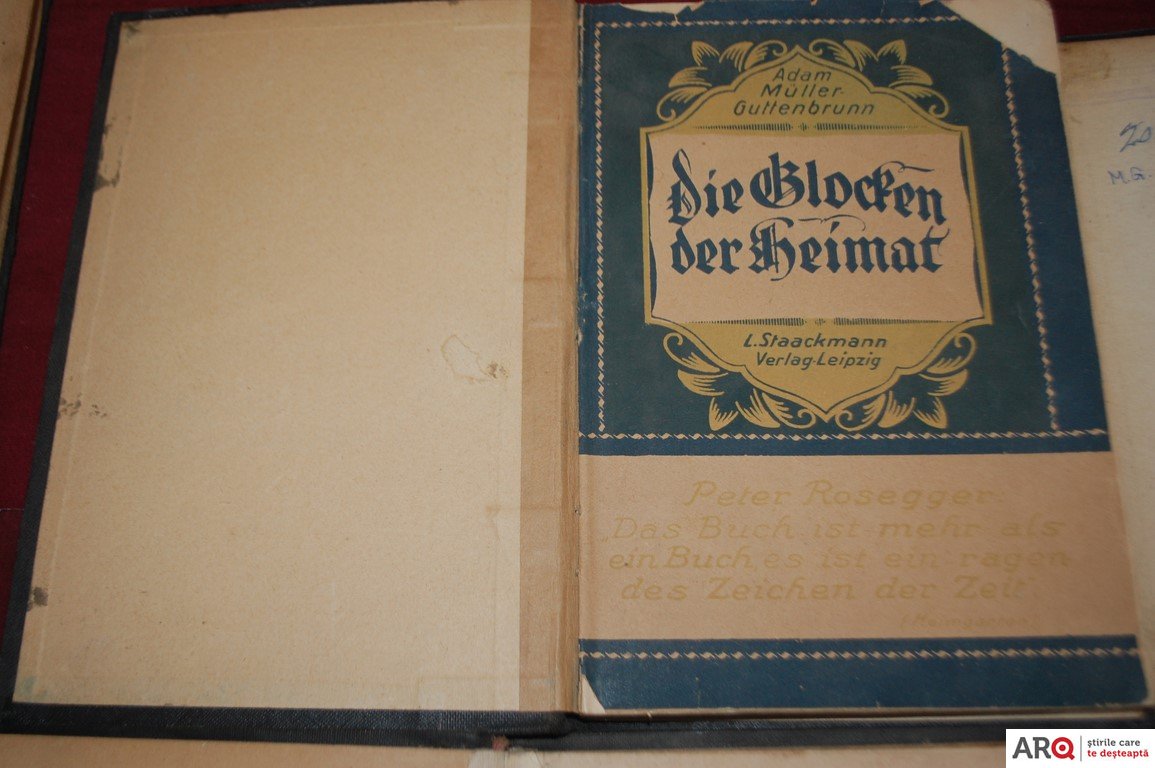 Adam
Müller-
Guttenbrunn
Die Glocken
der Heimat
L. Staackmann
Verlag-Leipzig
Peter Rosegger:
„Das Buch ist mehr als
ein Buch, es ist ein ragen-
des Zeichen der Zeit"
(Heimgarten)
20
M.G.
ARQ știrile care
te deșteaptă